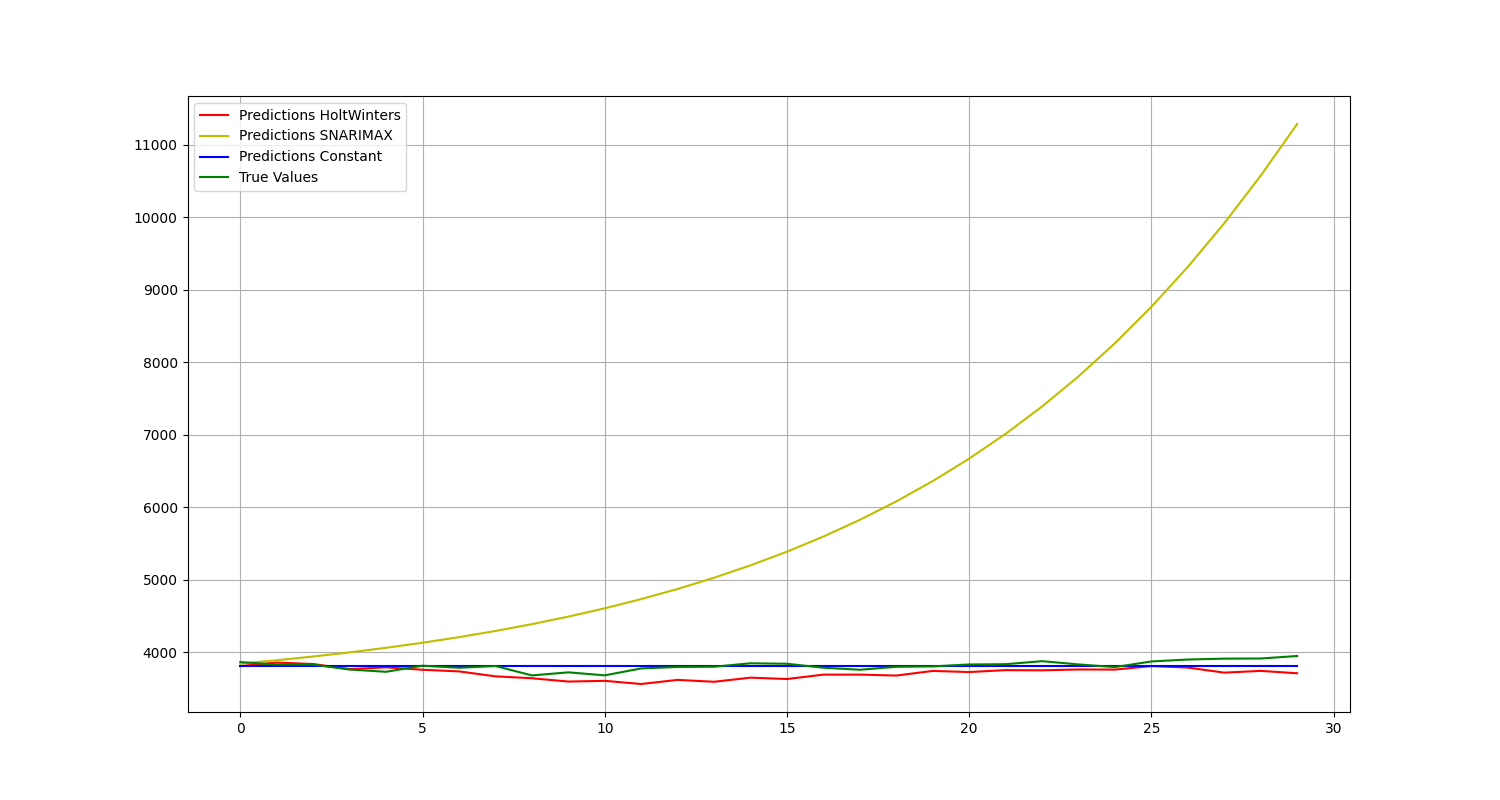 Predictions HoltWinters
Predictions SNARIMAX
Predictions Constant
True Values
11000
10000
9000
8000
7000
6000
5000
4000
0 5 10 15 20 25 30